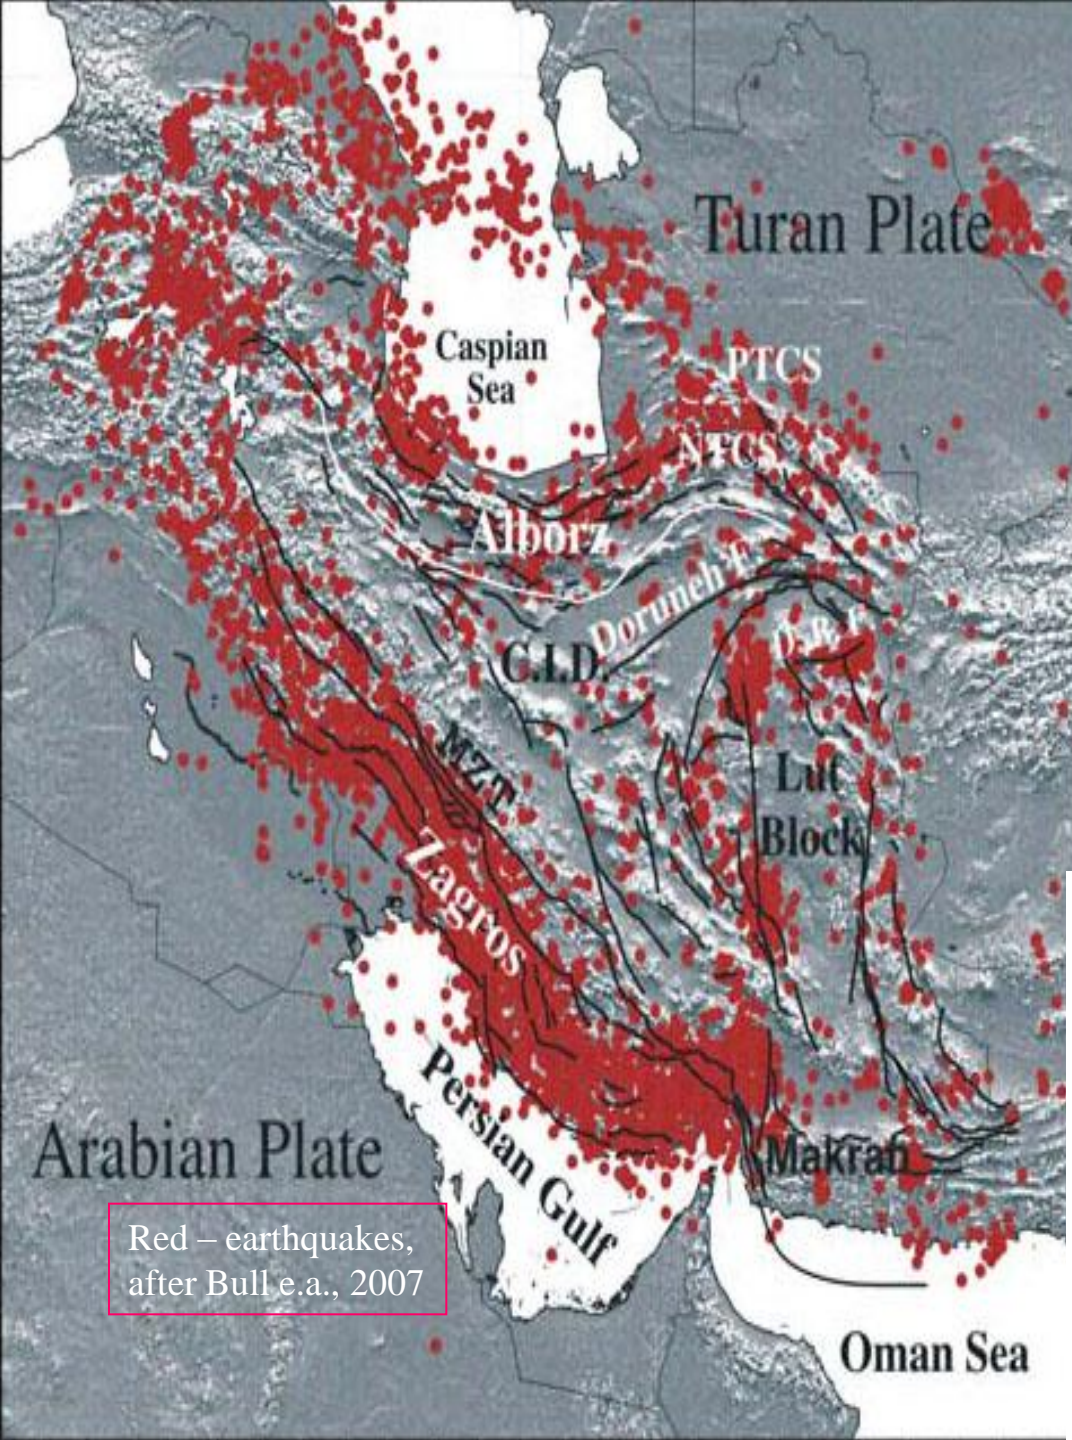 Turan Plate
Caspian
Sea
PTCS
NTCS
Alborz
Doruneh F.
C.I.D.
MZT
Lut
Block
Zagros
Persian Gulf
Arabian Plate
Makran
Red – earthquakes,
after Bull e.a., 2007
Oman Sea